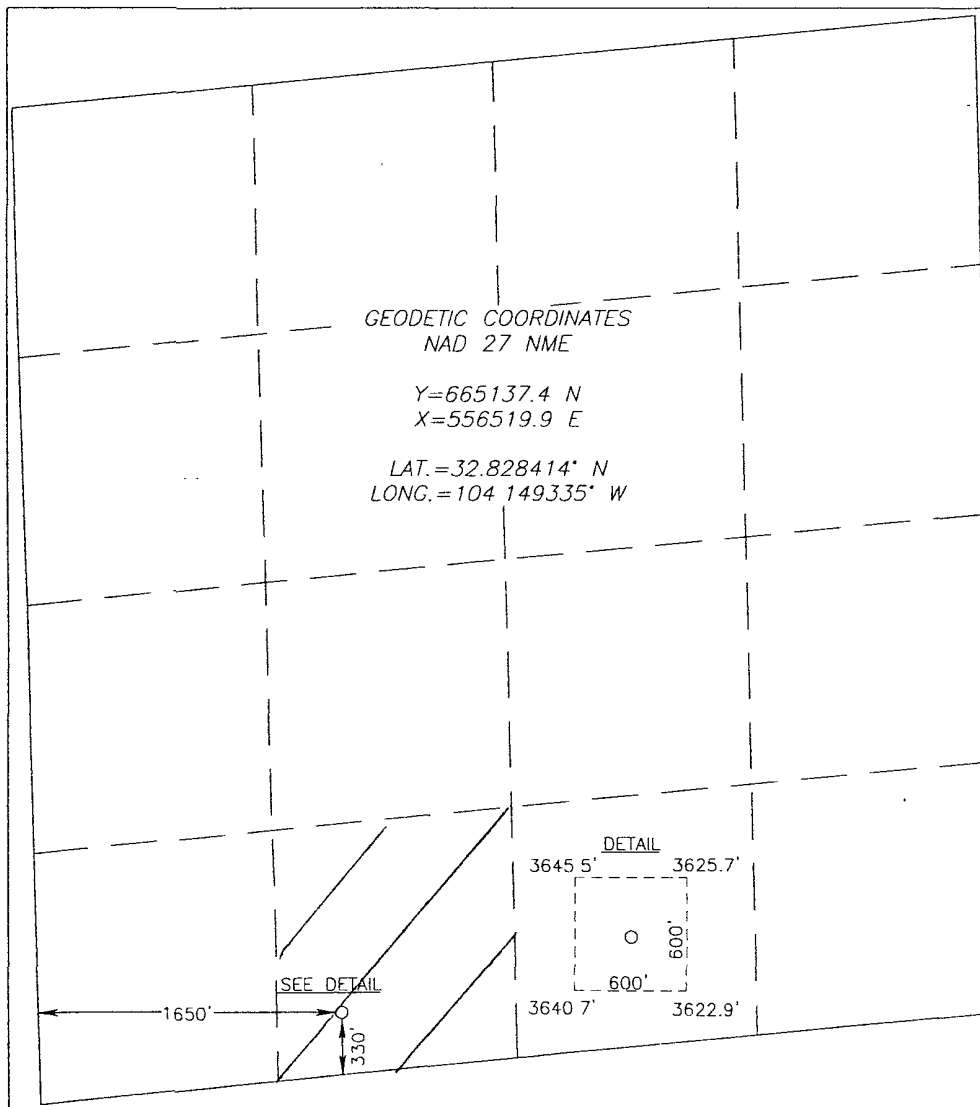 GEODETIC COORDINATES
NAD 27 NME
Y=665137.4 N
X=556519.9 E
LAT.=32.828414° N
LONG.=104 149335° W
DETAIL
3645 5' 3625.7'
600'
600'
3640 7' 3622.9'
SEE DETAIL
1650'
330'